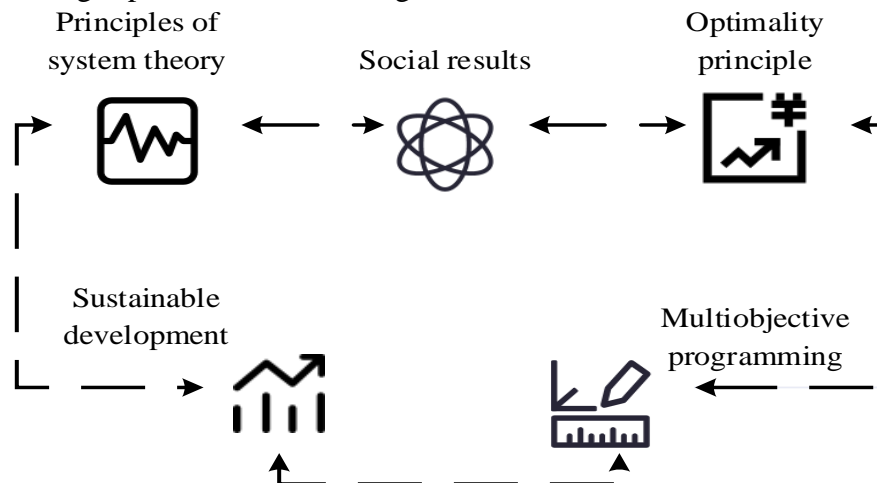 Principles of
system theory
Social results
Optimality
principle
Sustainable
development
Multiobjective
programming